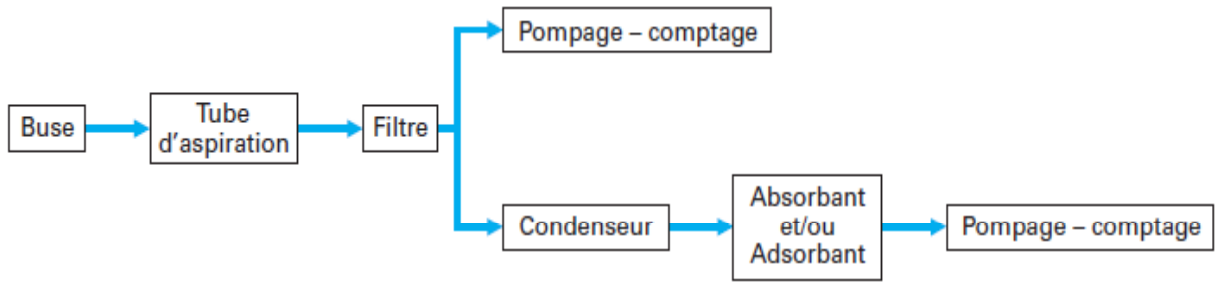 Pompage – comptage
Buse
Tube
d'aspiration
Filtre
Condenseur
Absorbant
et/ou
Adsorbant
Pompage – comptage